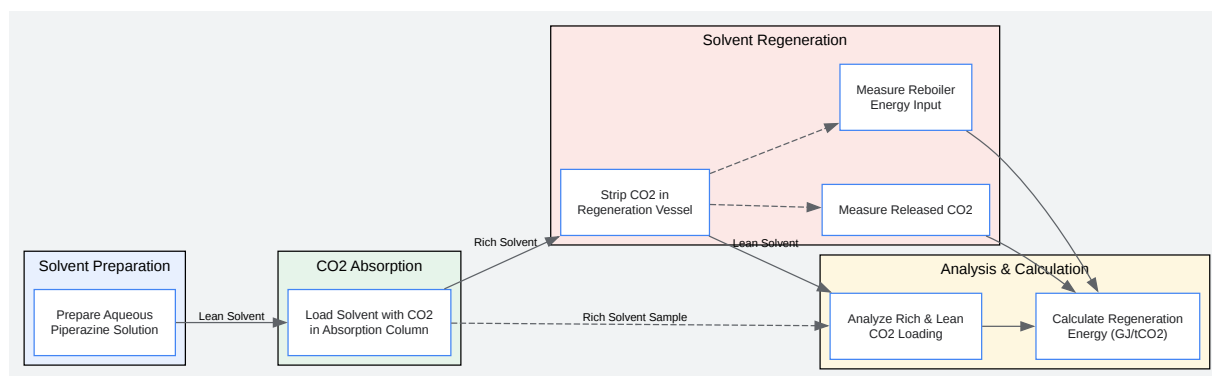 Solvent Regeneration
Measure Reboiler
Energy Input
Strip CO2 in
Regeneration Vessel
Measure Released CO2
Rich Solvent
Lean Solvent
Solvent Preparation
Prepare Aqueous
Piperazine Solution
Lean Solvent
CO2 Absorption
Load Solvent with CO2
in Absorption Column
Rich Solvent Sample
Analysis & Calculation
Analyze Rich & Lean
CO2 Loading
Calculate Regeneration
Energy (GJ/tCO2)